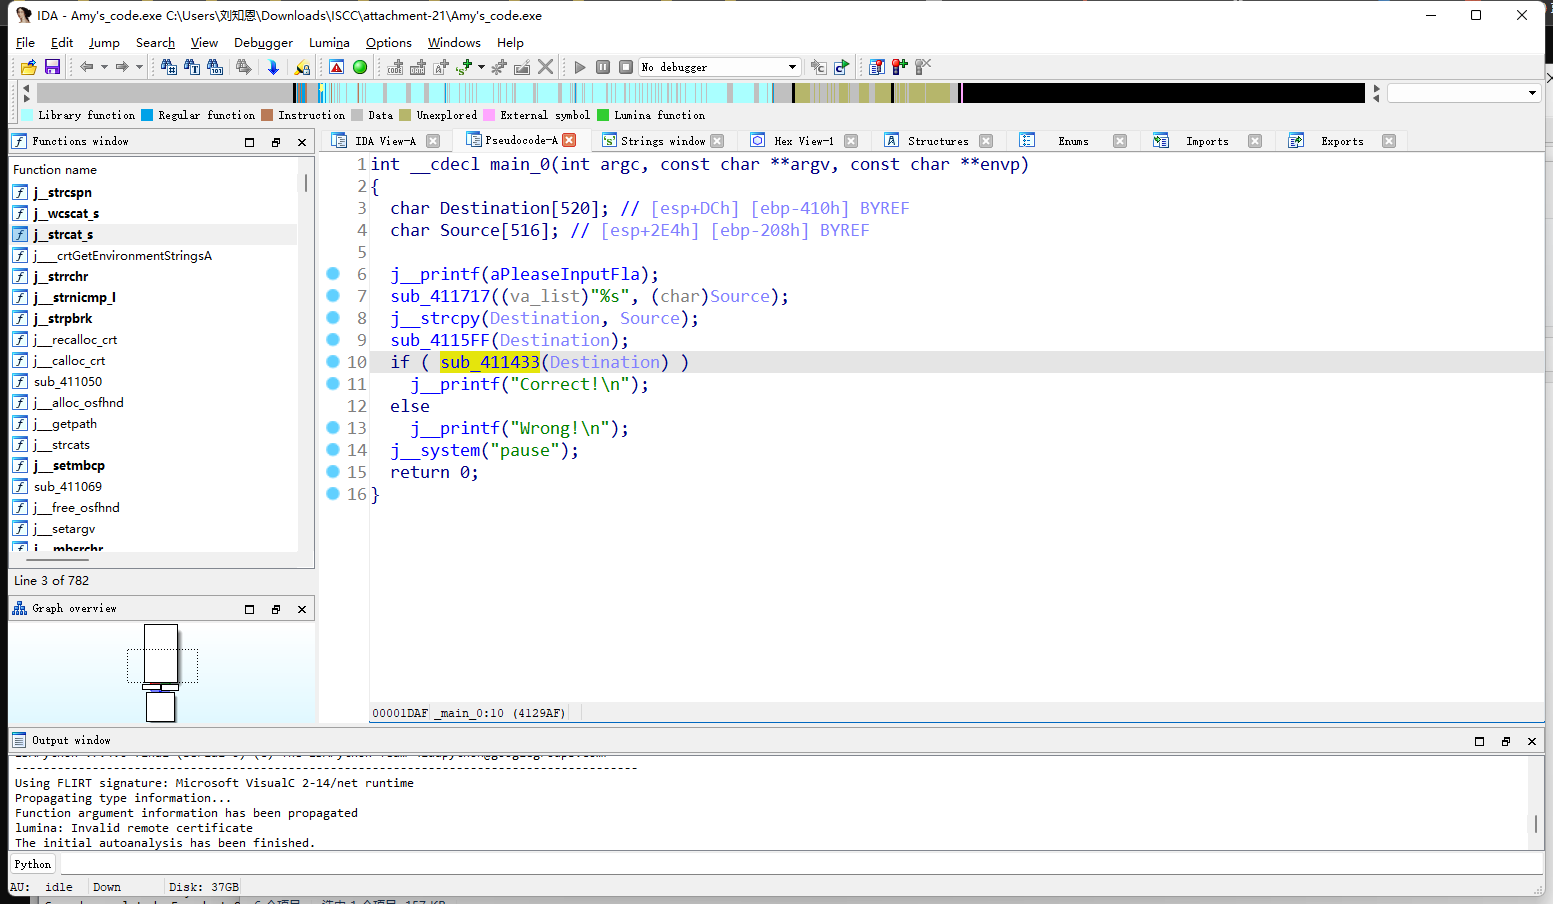 IDA - Amy's_code.exe C:\Users\刘知恩\Downloads\ISCC\attachment-21\Amy's_code.exe
File Edit Jump Search View Debugger Lumina Options Windows Help
No debugger
Library function Regular function Instruction Data Unexplored External symbol Lumina function
Functions window
IDA View-A Pseudocode-A Strings window Hex View-1 Structures Enums Imports Exports
Function name
j__strcspn
j__wcscat_s
j__strcat_s
j___crtGetEnvironmentStringsA
j__strrchr
j___strnicmp_l
j__strpbrk
j__recalloc_crt
j__calloc_crt
sub_411050
j__alloc_osfhnd
j__getpath
j__strcats
j__setmbcp
sub_411069
j__free_osfhnd
j__setargv
j__mbsrchr
Line 3 of 782
Graph overview
1 int __cdecl main_0(int argc, const char **argv, const char **envp)
2 {
3 char Destination[520]; // [esp+DCh] [ebp-410h] BYREF
4 char Source[516]; // [esp+2E4h] [ebp-208h] BYREF
5
6 j__printf(aPleaseInputFla);
7 sub_411717((va_list)"%s", (char)Source);
8 j__strcpy(Destination, Source);
9 sub_4115FF(Destination);
10 if ( sub_411433(Destination) )
11 j__printf("Correct!\n");
12 else
13 j__printf("Wrong!\n");
14 j__system("pause");
15 return 0;
16 }
00001DAF _main_0:10 (4129AF)
Output window
---------------------------------------------------------------------------------------------
Using FLIRT signature: Microsoft VisualC 2-14/net runtime
Propagating type information...
Function argument information has been propagated
lumina: Invalid remote certificate
The initial autoanalysis has been finished.
Python
AU: idle Down Disk: 37GB